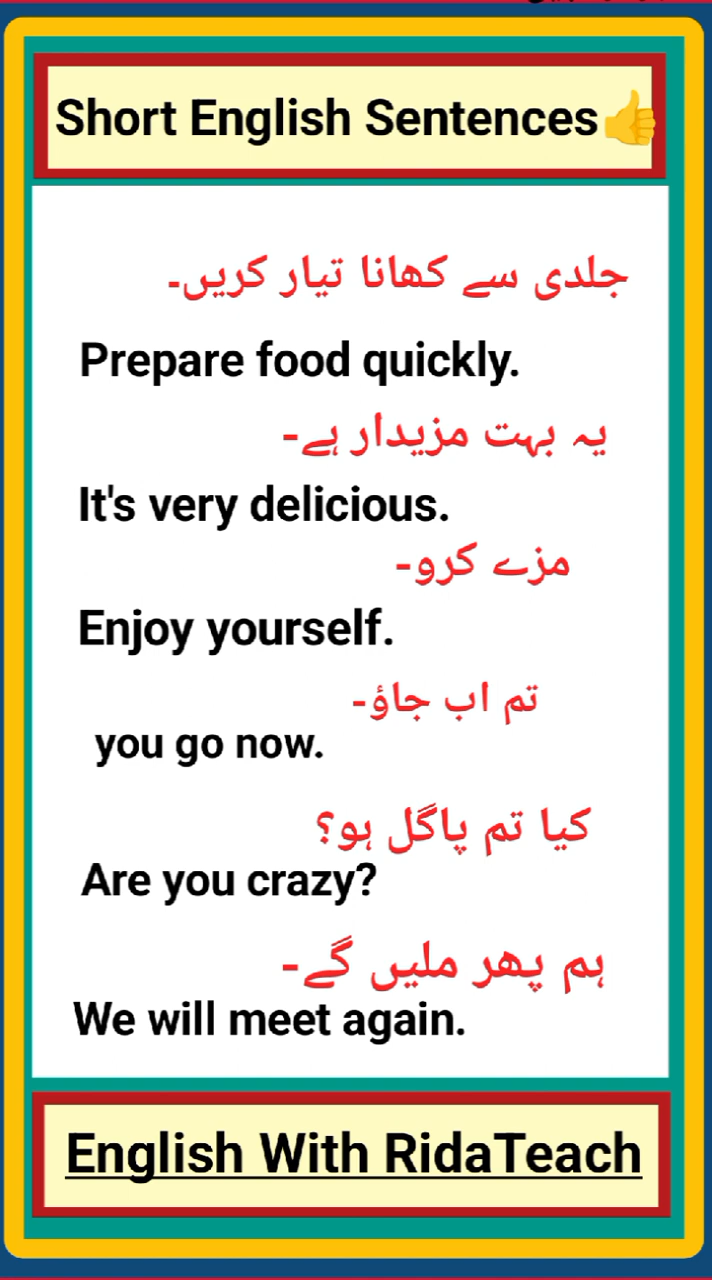 Short English Sentences👍
جلدی سے کھانا تیار کریں۔
Prepare food quickly.
یہ بہت مزیدار ہے-
It's very delicious.
مزے کرو-
Enjoy yourself.
تم اب جاؤ-
you go now.
کیا تم پاگل ہو؟
Are you crazy?
ہم پھر ملیں گے-
We will meet again.
English With RidaTeach